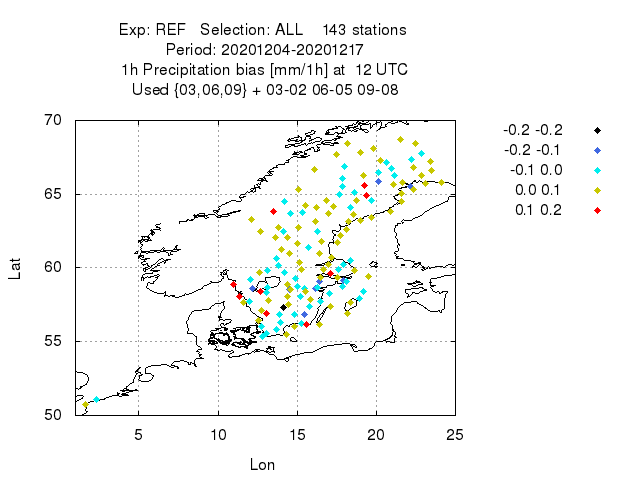 Exp: REF   Selection: ALL    143 stations
Period: 20201204-20201217
1h Precipitation bias [mm/1h] at  12 UTC
Used {03,06,09} + 03-02 06-05 09-08
70
65
60
55
50
Lat
5
10
15
20
25
Lon
-0.2 -0.2
-0.2 -0.1
-0.1 0.0
0.0 0.1
0.1 0.2